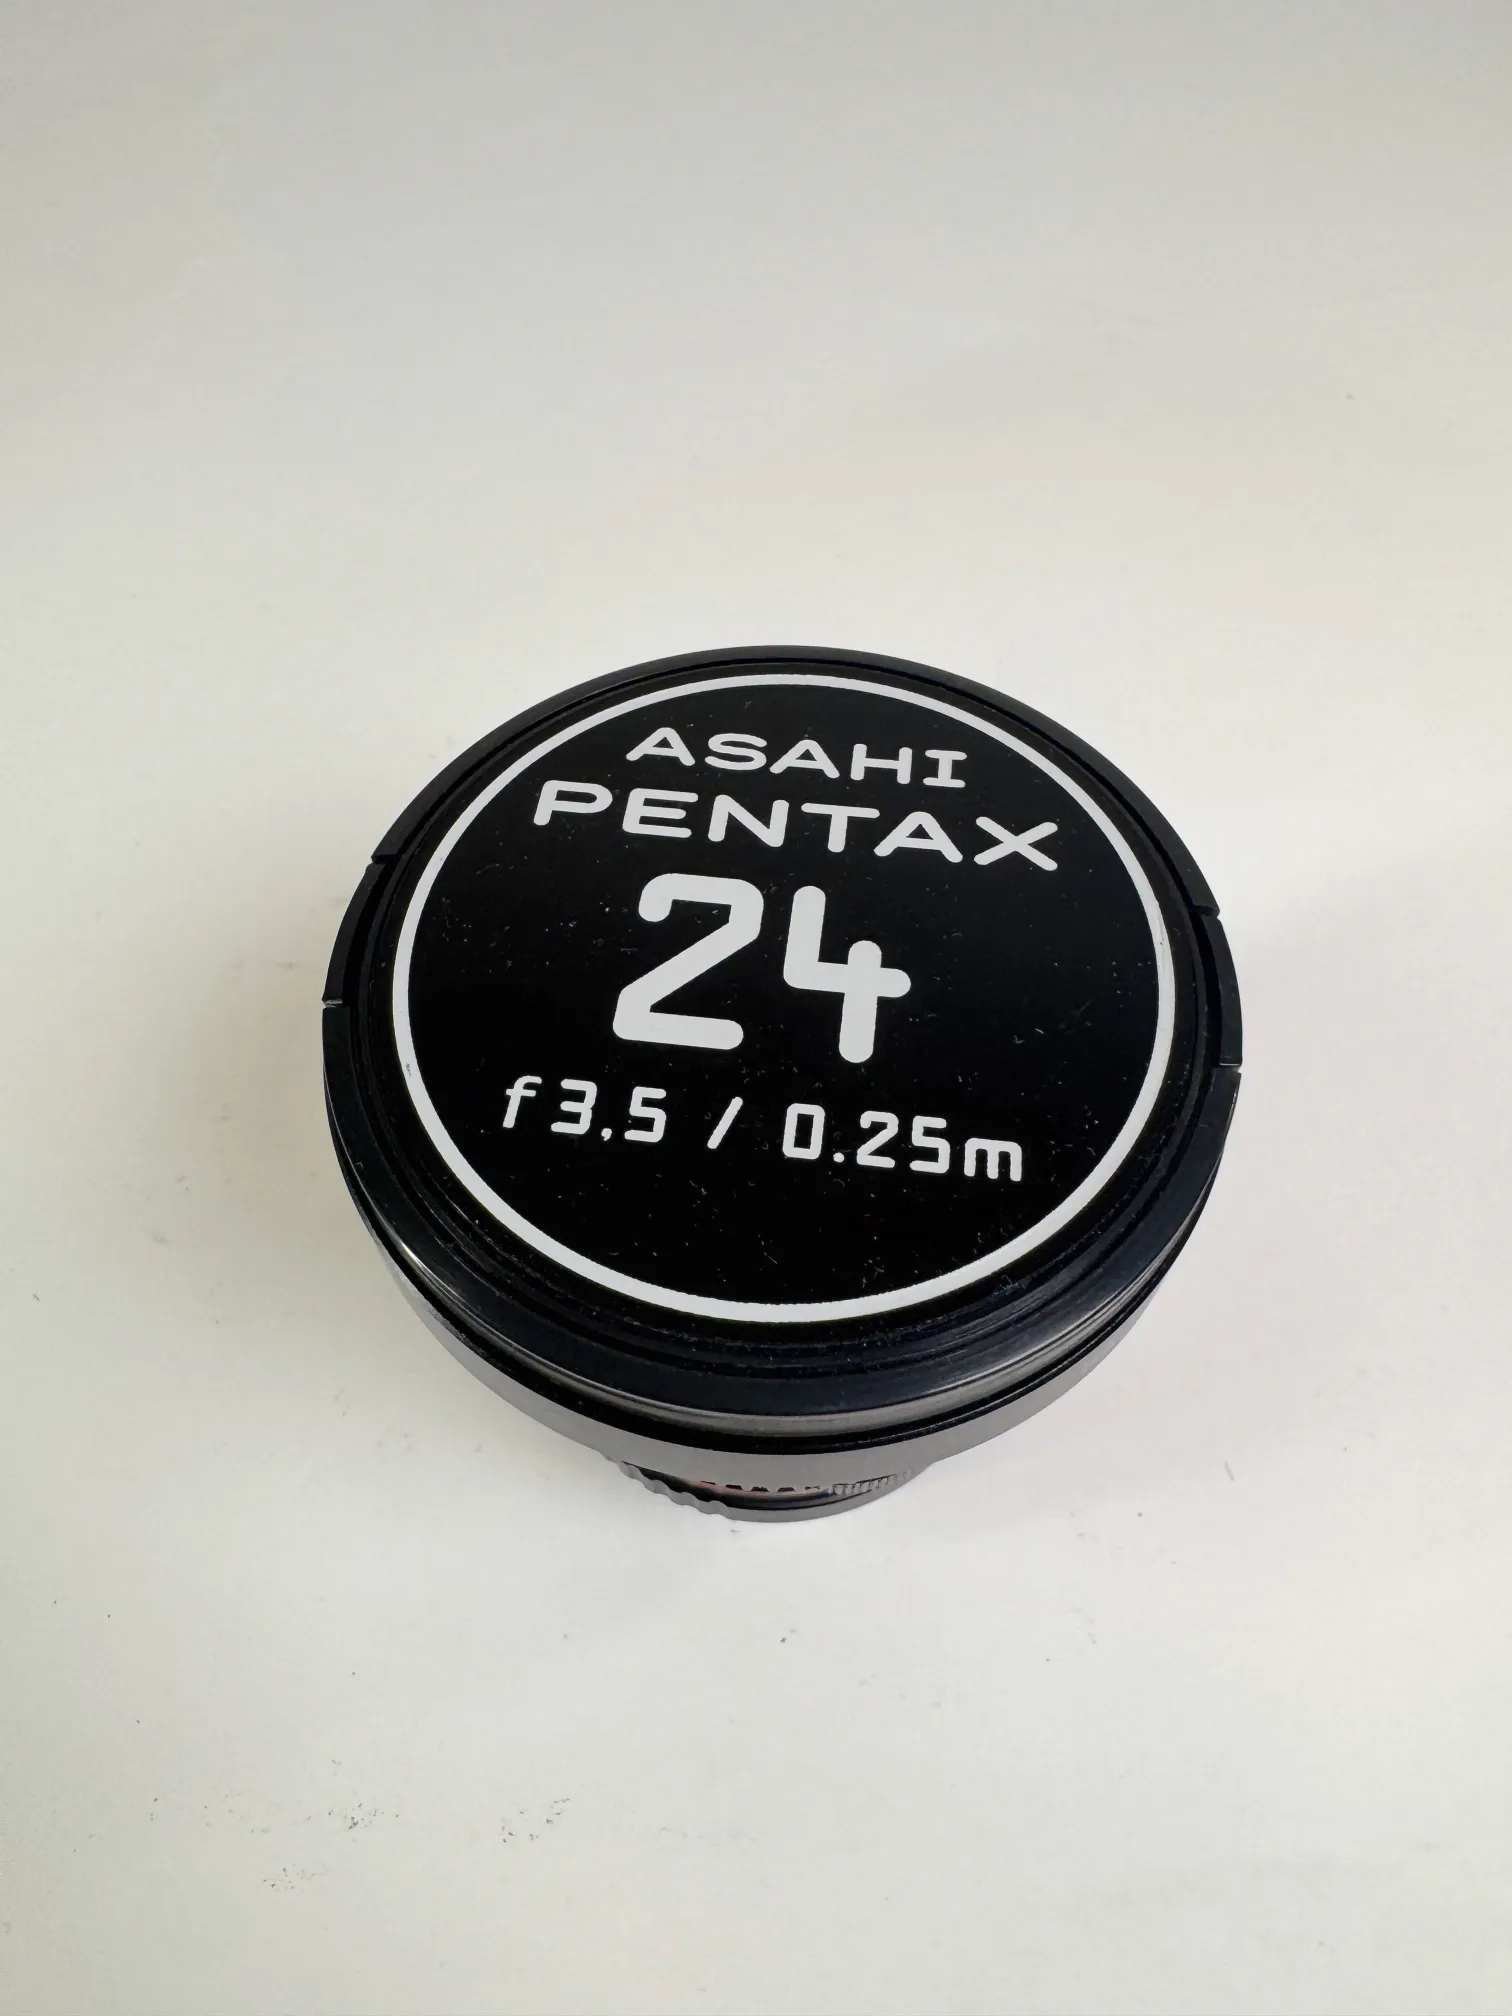 ASAHI
PENTAX
24
f3,5 / 0.25m